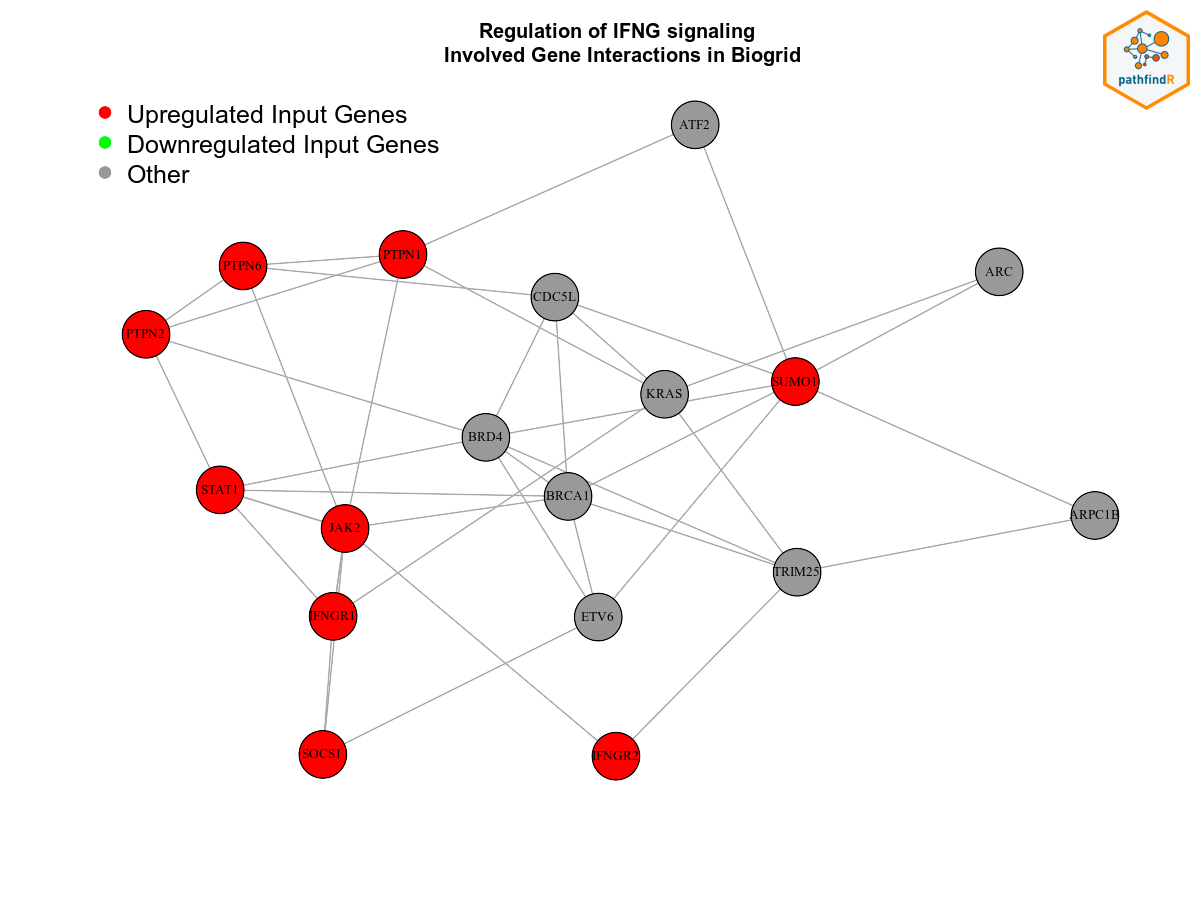 Regulation of IFNG signaling
Involved Gene Interactions in Biogrid
pathfindR
Upregulated Input Genes
Downregulated Input Genes
Other
ATF2
PTPN1
PTPN6
ARC
CDC5L
PTPN2
SUMO1
KRAS
BRD4
STAT1
BRCA1
ARPC1B
JAK2
TRIM25
IFNGR1
ETV6
SOCS1
IFNGR2